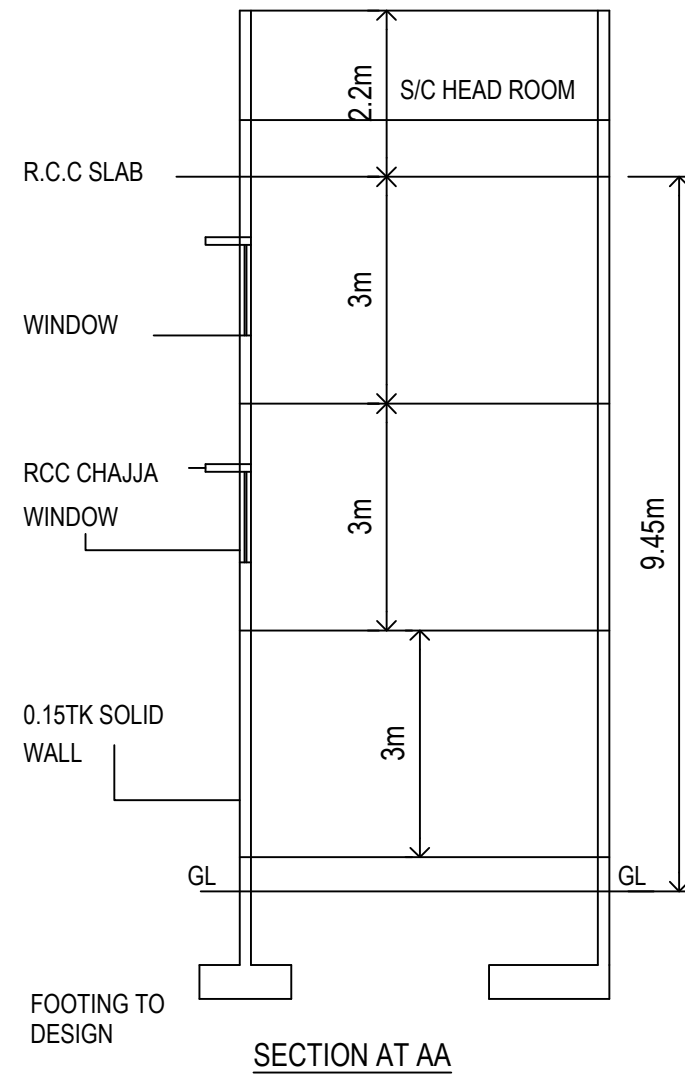 2.2m
S/C HEAD ROOM
R.C.C SLAB
3m
WINDOW
RCC CHAJJA
WINDOW
3m
9.45m
0.15TK SOLID
WALL
3m
GL
GL
FOOTING TO
DESIGN
SECTION AT AA